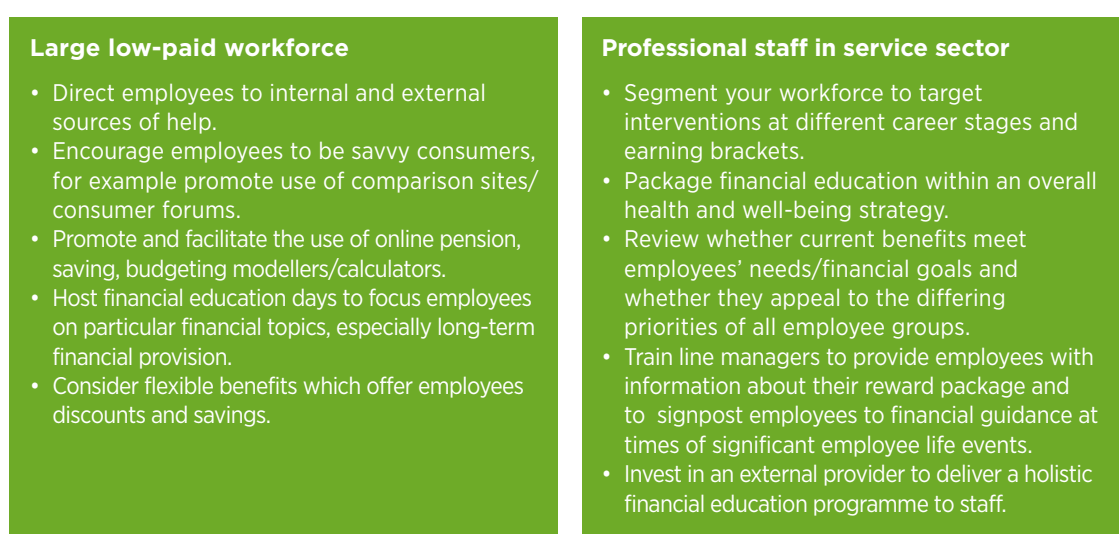 Large low-paid workforce
• Direct employees to internal and external
sources of help.
• Encourage employees to be savvy consumers,
for example promote use of comparison sites/
consumer forums.
• Promote and facilitate the use of online pension,
saving, budgeting modellers/calculators.
• Host financial education days to focus employees
on particular financial topics, especially long-term
financial provision.
• Consider flexible benefits which offer employees
discounts and savings.
Professional staff in service sector
• Segment your workforce to target
interventions at different career stages and
earning brackets.
• Package financial education within an overall
health and well-being strategy.
• Review whether current benefits meet
employees’ needs/financial goals and
whether they appeal to the differing
priorities of all employee groups.
• Train line managers to provide employees with
information about their reward package and
to signpost employees to financial guidance at
times of significant employee life events.
• Invest in an external provider to deliver a holistic
financial education programme to staff.